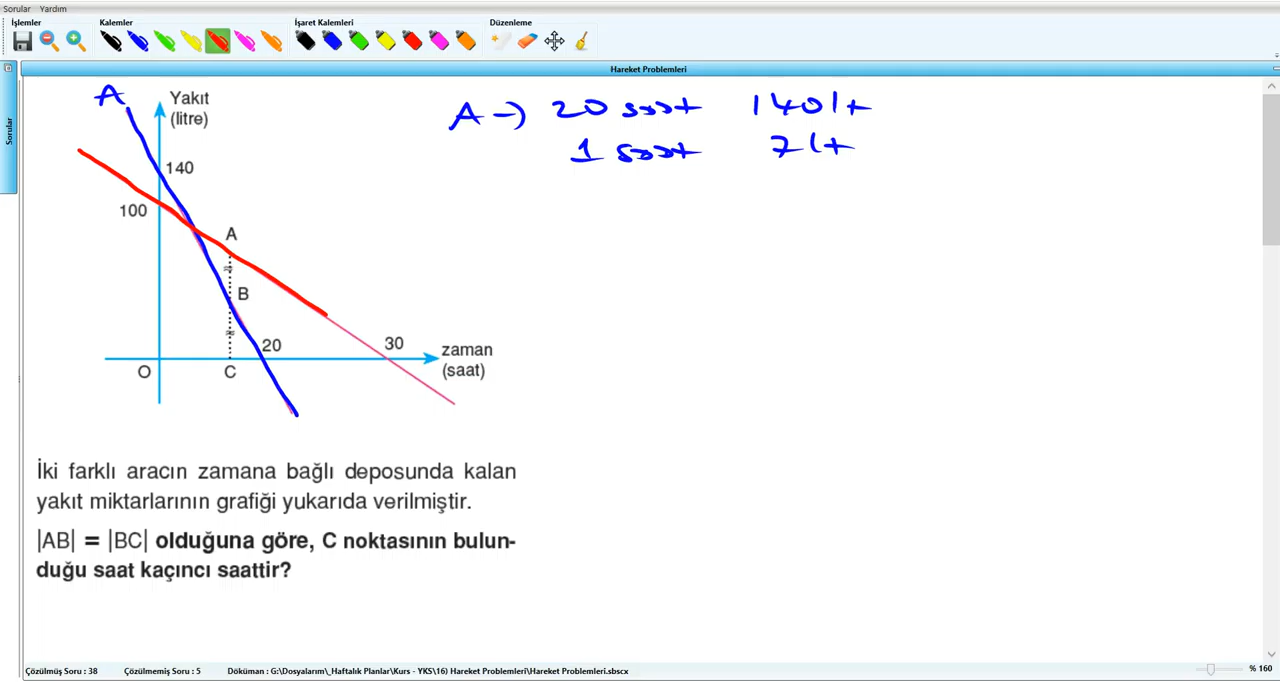 Sorular Yardım
İşlemler
Kalemler
İşaret Kalemleri
Düzenleme
Hareket Problemleri
Sorular
A
Yakıt
(litre)
A → 20 saat 140 lt
1 saat 7 lt
140
100
A
B
20
30
zaman
(saat)
O
C
İki farklı aracın zamana bağlı deposunda kalan
yakıt miktarlarının grafiği yukarıda verilmiştir.
|AB| = |BC| olduğuna göre, C noktasının bulun-
duğu saat kaçıncı saattir?
Çözülmüş Soru : 38 Çözülmemiş Soru : 5 Döküman : G:\Dosyalarım\_Haftalık Planlar\Kurs - YKS\16) Hareket Problemleri\Hareket Problemleri.sbscx % 160